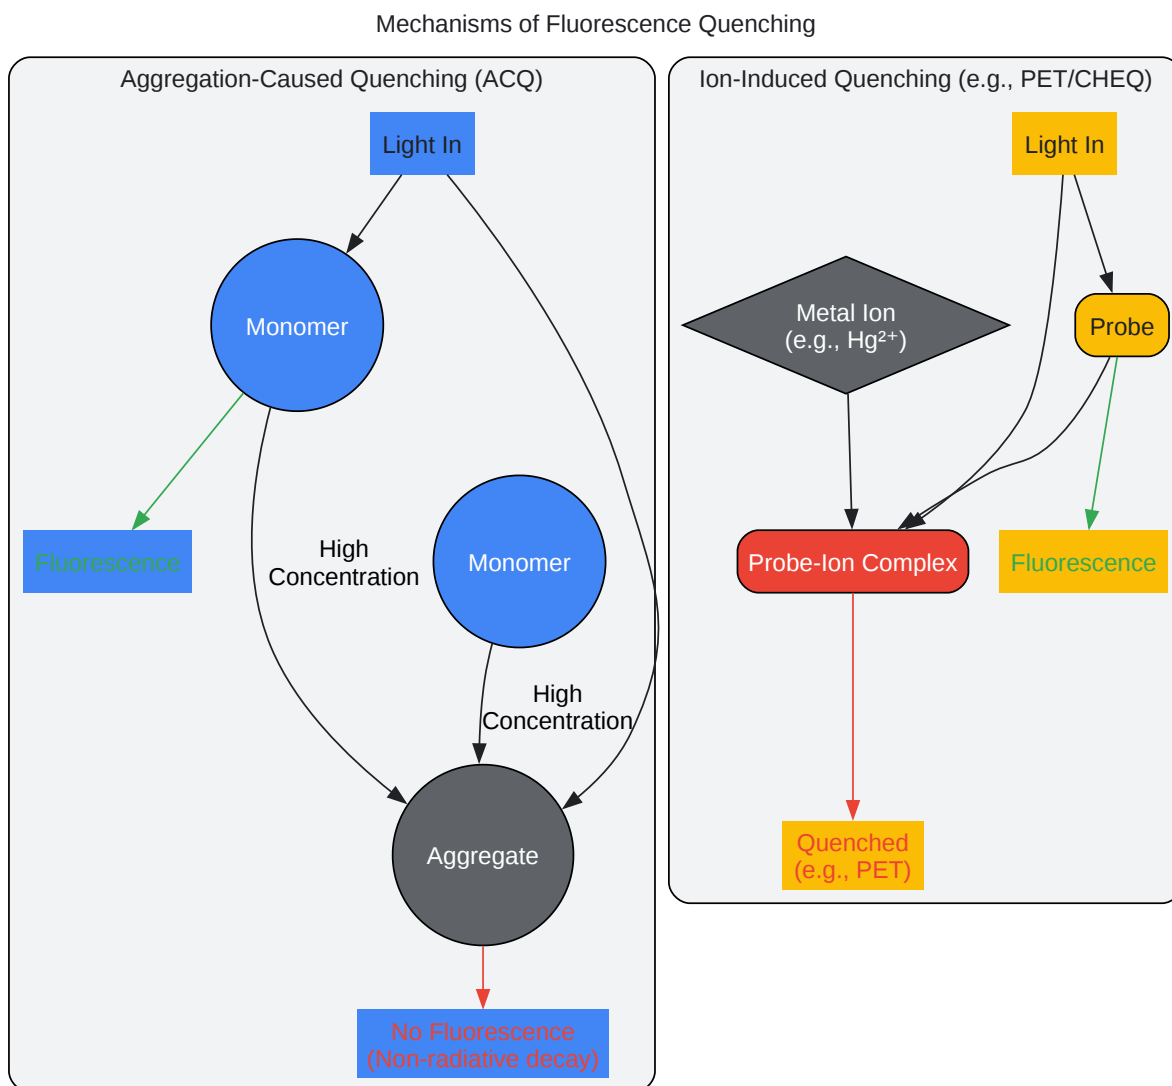 Mechanisms of Fluorescence Quenching
Aggregation-Caused Quenching (ACQ)
Light In
Monomer
Fluorescence
High
Concentration
Monomer
High
Concentration
Aggregate
No Fluorescence
(Non-radiative decay)
Ion-Induced Quenching (e.g., PET/CHEQ)
Light In
Metal Ion
(e.g., Hg²⁺)
Probe
Probe-Ion Complex
Fluorescence
Quenched
(e.g., PET)